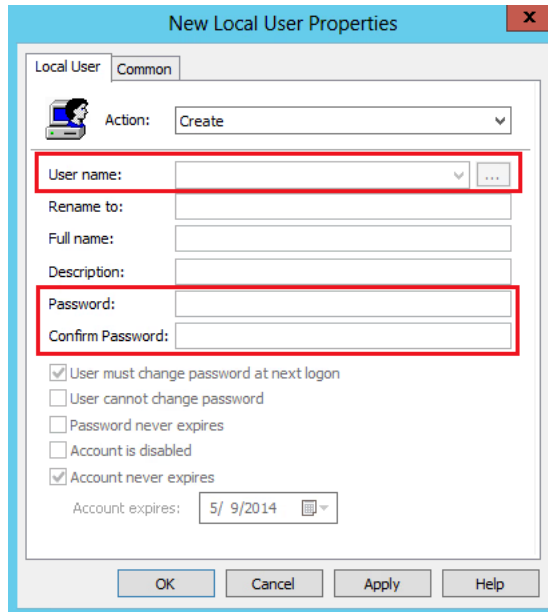 New Local User Properties
x
Local User Common
Action: Create
User name: ...
Rename to:
Full name:
Description:
Password:
Confirm Password:
User must change password at next logon
User cannot change password
Password never expires
Account is disabled
Account never expires
Account expires: 5/ 9/2014
OK Cancel Apply Help